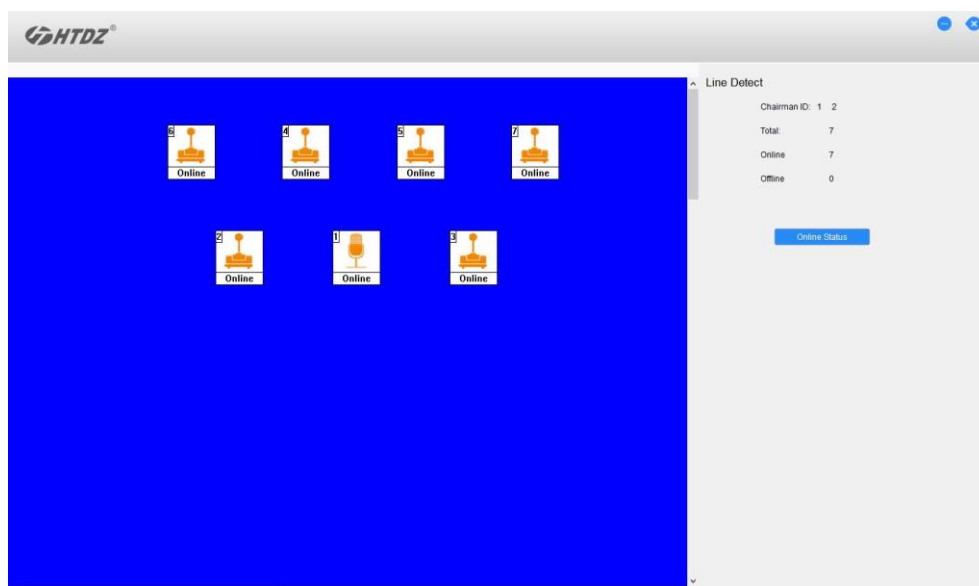 HTDZ®
Line Detect
Chairman ID: 1 2
Total: 7
Online 7
Offline 0
Online Status
6 4 5 7
Online Online Online Online
2 1 3
Online Online Online